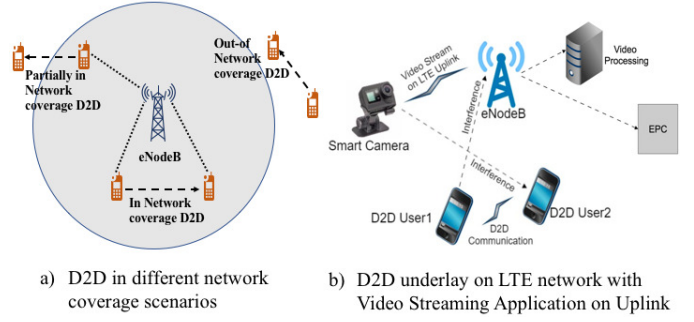 Out-of
Network
coverage D2D
Partially in
Network
coverage D2D
eNodeB
In Network
coverage D2D
a) D2D in different network
coverage scenarios
Video Stream
on LTE Uplink
Smart Camera
Interference
eNodeB
Video
Processing
EPC
Interference
D2D User1
D2D User2
D2D
Communication
b) D2D underlay on LTE network with
Video Streaming Application on Uplink